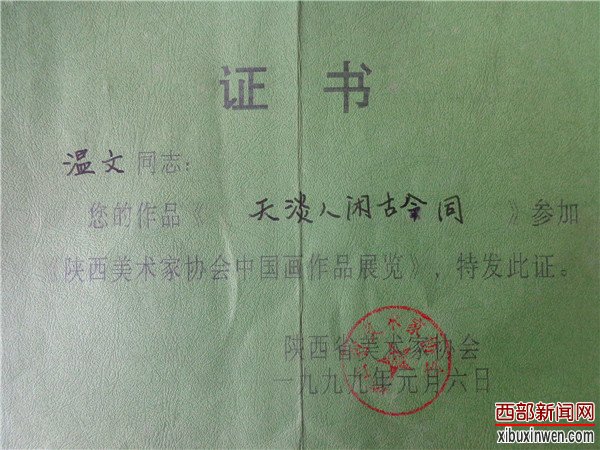 证 书
温文同志:
您的作品《 天淡人闲古今同 》参加
《陕西美术家协会中国画作品展览》,特发此证。
陕西省美术家协会
一九九九年元月六日
西部新闻网
xibuxinwen.com